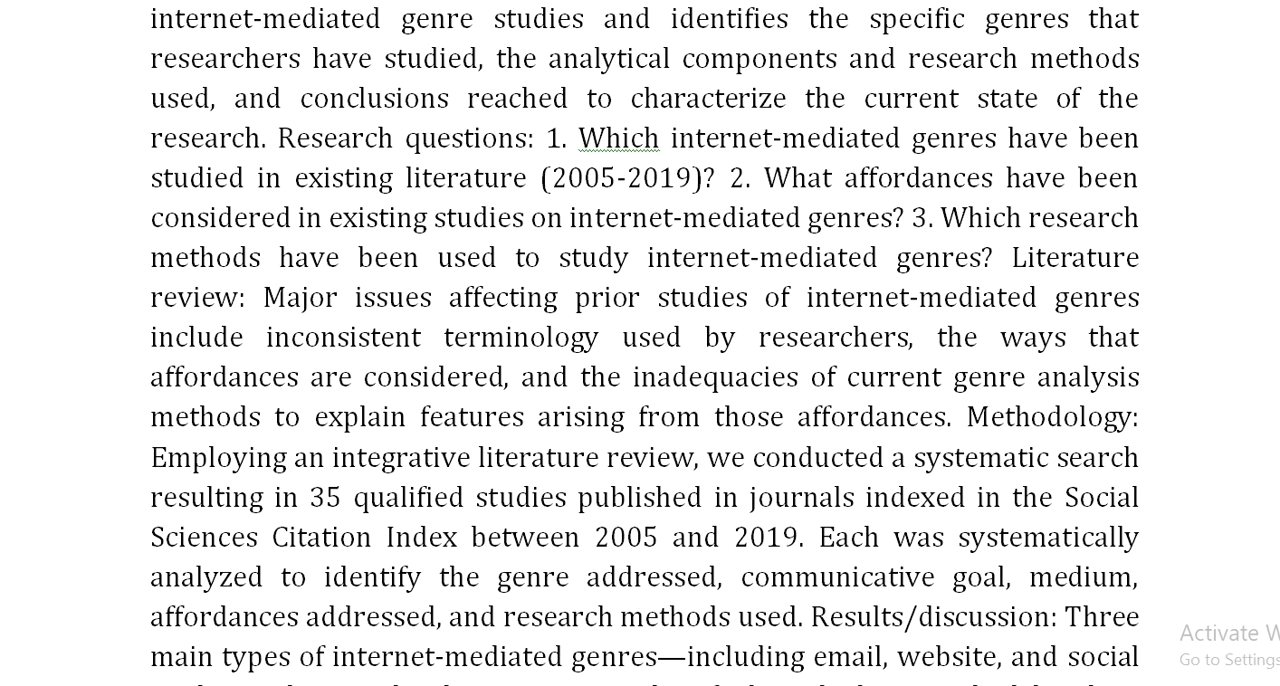 internet-mediated genre studies and identifies the specific genres that
researchers have studied, the analytical components and research methods
used, and conclusions reached to characterize the current state of the
research. Research questions: 1. Which internet-mediated genres have been
studied in existing literature (2005-2019)? 2. What affordances have been
considered in existing studies on internet-mediated genres? 3. Which research
methods have been used to study internet-mediated genres? Literature
review: Major issues affecting prior studies of internet-mediated genres
include inconsistent terminology used by researchers, the ways that
affordances are considered, and the inadequacies of current genre analysis
methods to explain features arising from those affordances. Methodology:
Employing an integrative literature review, we conducted a systematic search
resulting in 35 qualified studies published in journals indexed in the Social
Sciences Citation Index between 2005 and 2019. Each was systematically
analyzed to identify the genre addressed, communicative goal, medium,
affordances addressed, and research methods used. Results/discussion: Three
main types of internet-mediated genres—including email, website, and social
Activate
Go to Settings